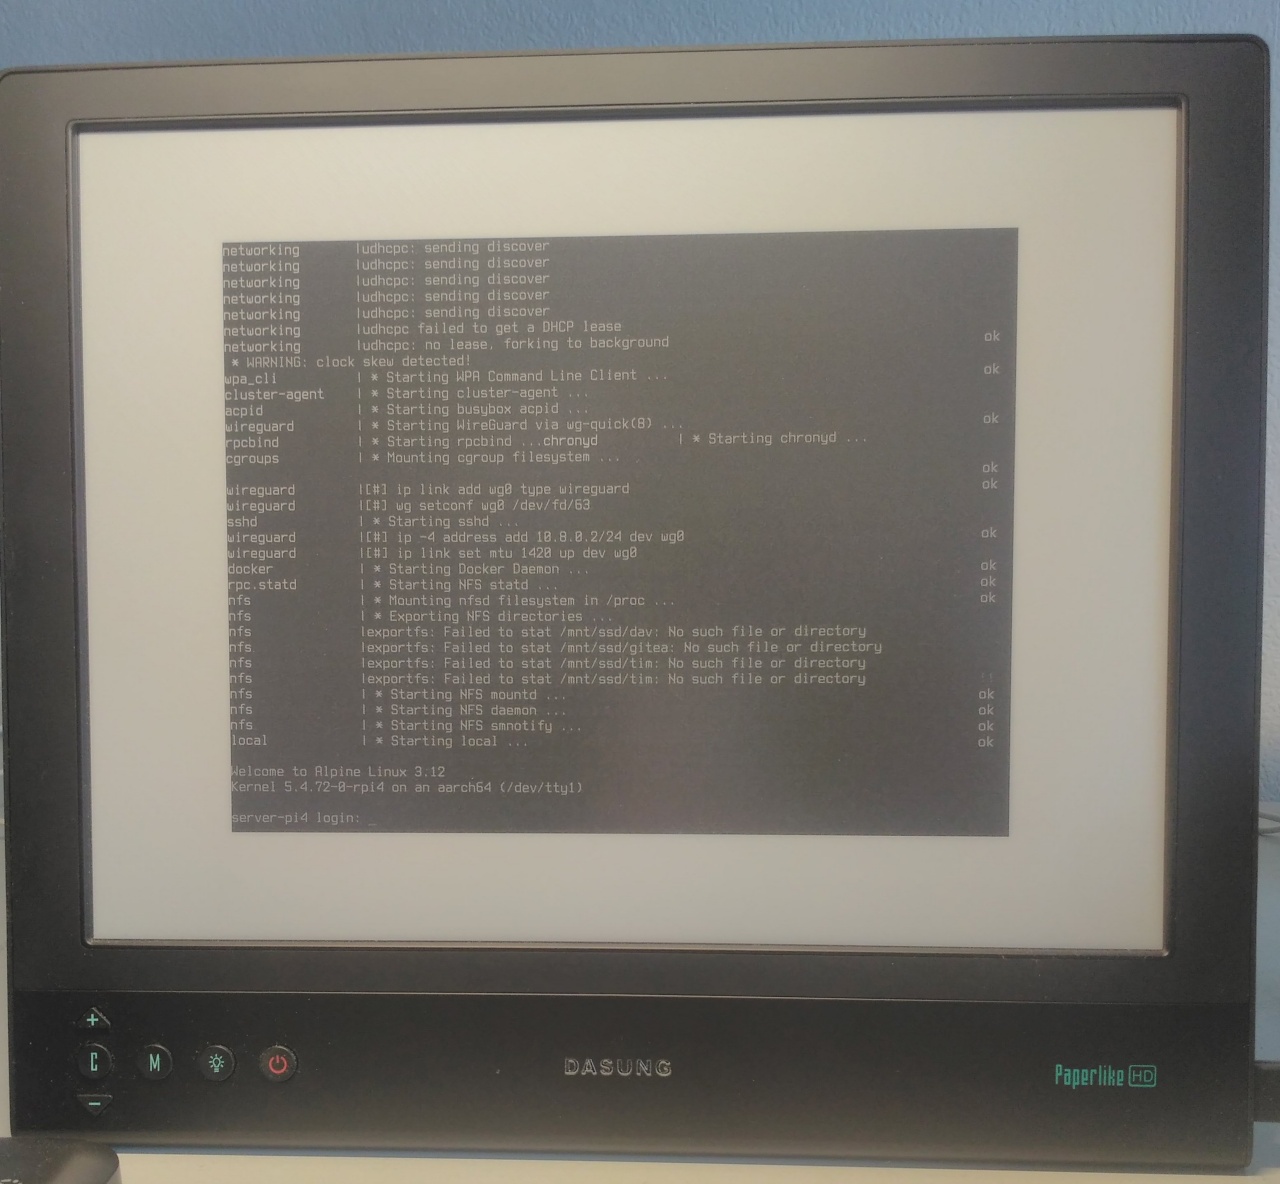 networking |udhcpc: sending discover
networking |udhcpc: sending discover
networking |udhcpc: sending discover
networking |udhcpc: sending discover
networking |udhcpc: sending discover
networking |udhcpc failed to get a DHCP lease
networking |udhcpc: no lease, forking to background ok
* WARNING: clock skew detected!
wpa_cli | * Starting WPA Command Line Client ... ok
cluster-agent | * Starting cluster-agent ...
acpid | * Starting busybox acpid ...
wireguard | * Starting WireGuard via wg-quick(8) ... ok
rpcbind | * Starting rpcbind ...chronyd | * Starting chronyd ...
cgroups | * Mounting cgroup filesystem ...
ok
wireguard |[#] ip link add wg0 type wireguard ok
wireguard |[#] wg setconf wg0 /dev/fd/63
sshd | * Starting sshd ...
wireguard |[#] ip -4 address add 10.8.0.2/24 dev wg0 ok
wireguard |[#] ip link set mtu 1420 up dev wg0
docker | * Starting Docker Daemon ... ok
rpc.statd | * Starting NFS statd ... ok
nfs | * Mounting nfsd filesystem in /proc ... ok
nfs | * Exporting NFS directories ...
nfs |exportfs: Failed to stat /mnt/ssd/dav: No such file or directory
nfs |exportfs: Failed to stat /mnt/ssd/gitea: No such file or directory
nfs |exportfs: Failed to stat /mnt/ssd/tim: No such file or directory
nfs |exportfs: Failed to stat /mnt/ssd/tim: No such file or directory
nfs | * Starting NFS mountd ... ok
nfs | * Starting NFS daemon ... ok
nfs | * Starting NFS smnotify ... ok
local | * Starting local ... ok
Welcome to Alpine Linux 3.12
Kernel 5.4.72-0-rpi4 on an aarch64 (/dev/tty1)
server-pi4 login: _
+
C M
DASUNG
Paperlike HD
-